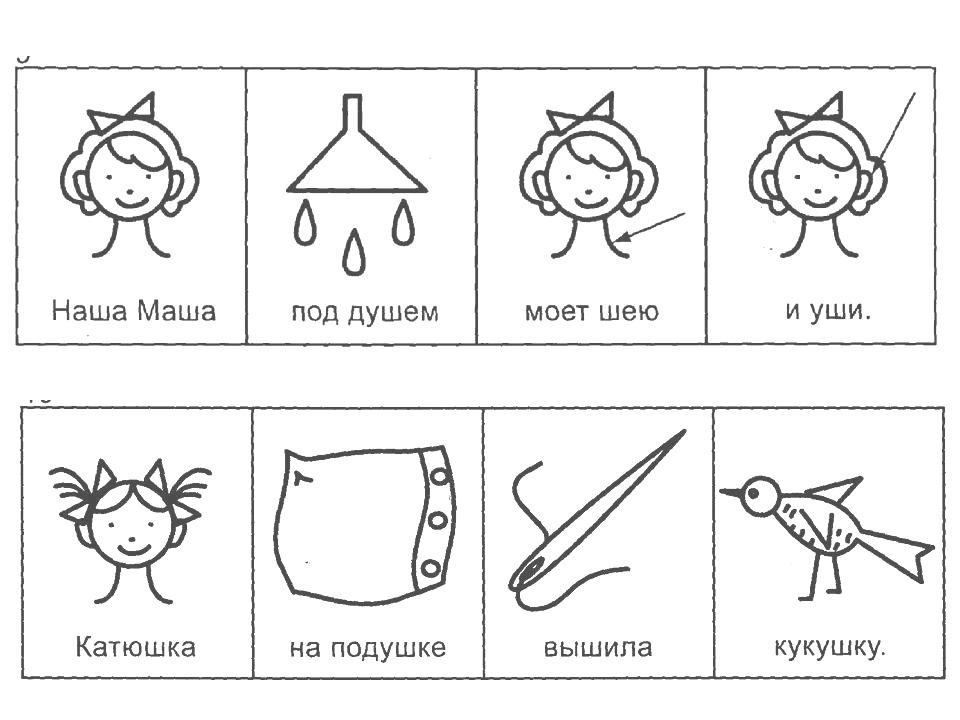 Наша Маша под душем моет шею и уши.
Катюшка на подушке вышила кукушку.